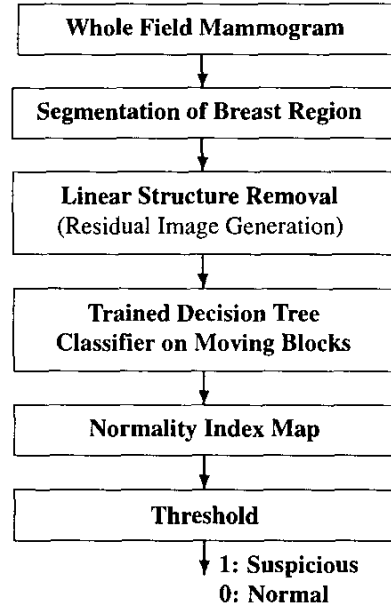 Whole Field Mammogram
Segmentation of Breast Region
Linear Structure Removal
(Residual Image Generation)
Trained Decision Tree
Classifier on Moving Blocks
Normality Index Map
Threshold
1: Suspicious
0: Normal